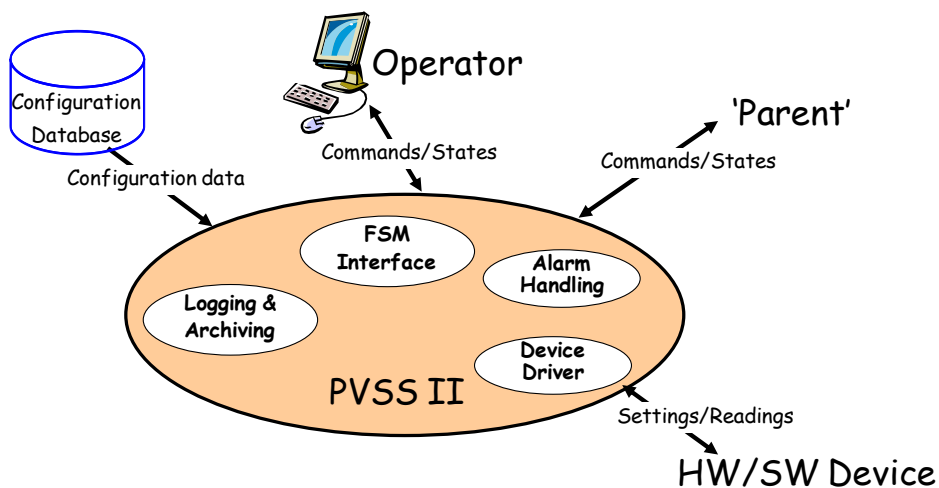 Operator
Configuration
Database
'Parent'
Commands/States
Commands/States
Configuration data
FSM
Interface
Alarm
Handling
Logging &
Archiving
Device
Driver
PVSS II
Settings/Readings
HW/SW Device